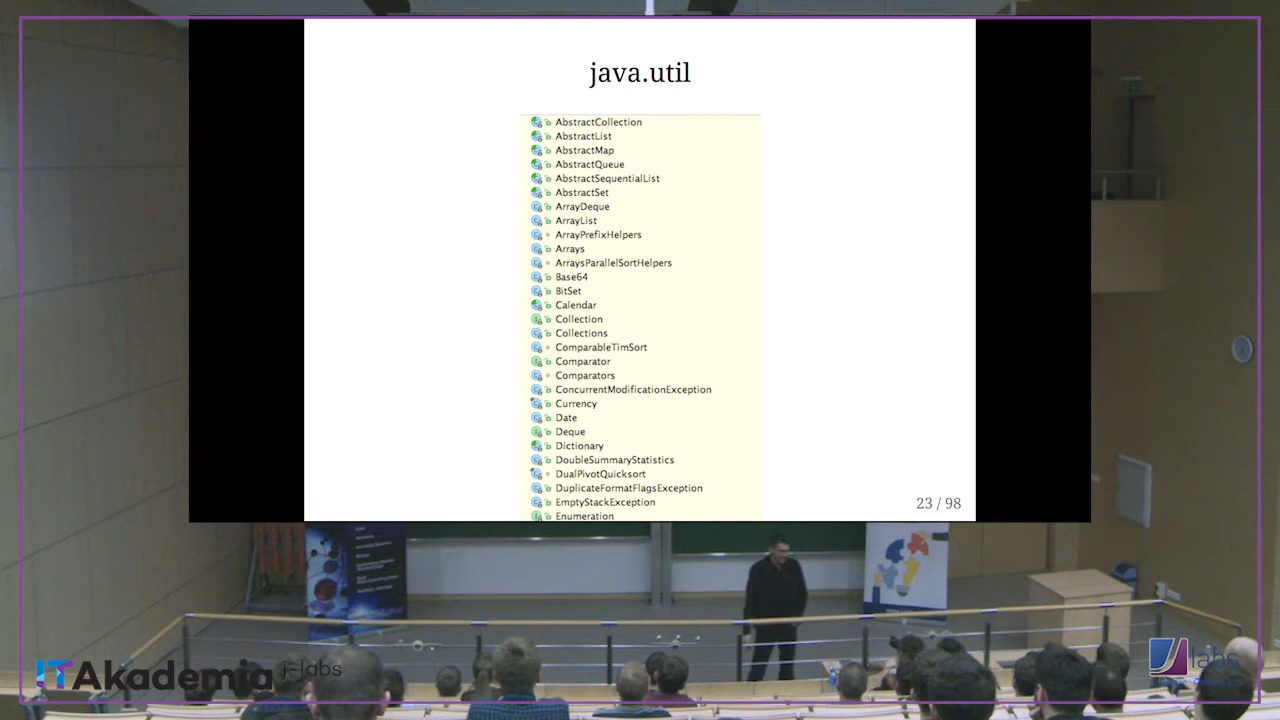 java.util
AbstractCollection
AbstractList
AbstractMap
AbstractQueue
AbstractSequentialList
AbstractSet
ArrayDeque
ArrayList
ArrayPrefixHelpers
Arrays
ArraysParallelSortHelpers
Base64
BitSet
Calendar
Collection
Collections
ComparableTimSort
Comparator
Comparators
ConcurrentModificationException
Currency
Date
Deque
Dictionary
DoubleSummaryStatistics
DualPivotQuicksort
DuplicateFormatFlagsException
EmptyStackException
Enumeration
23 / 98
ITAkademia j-labs
labs